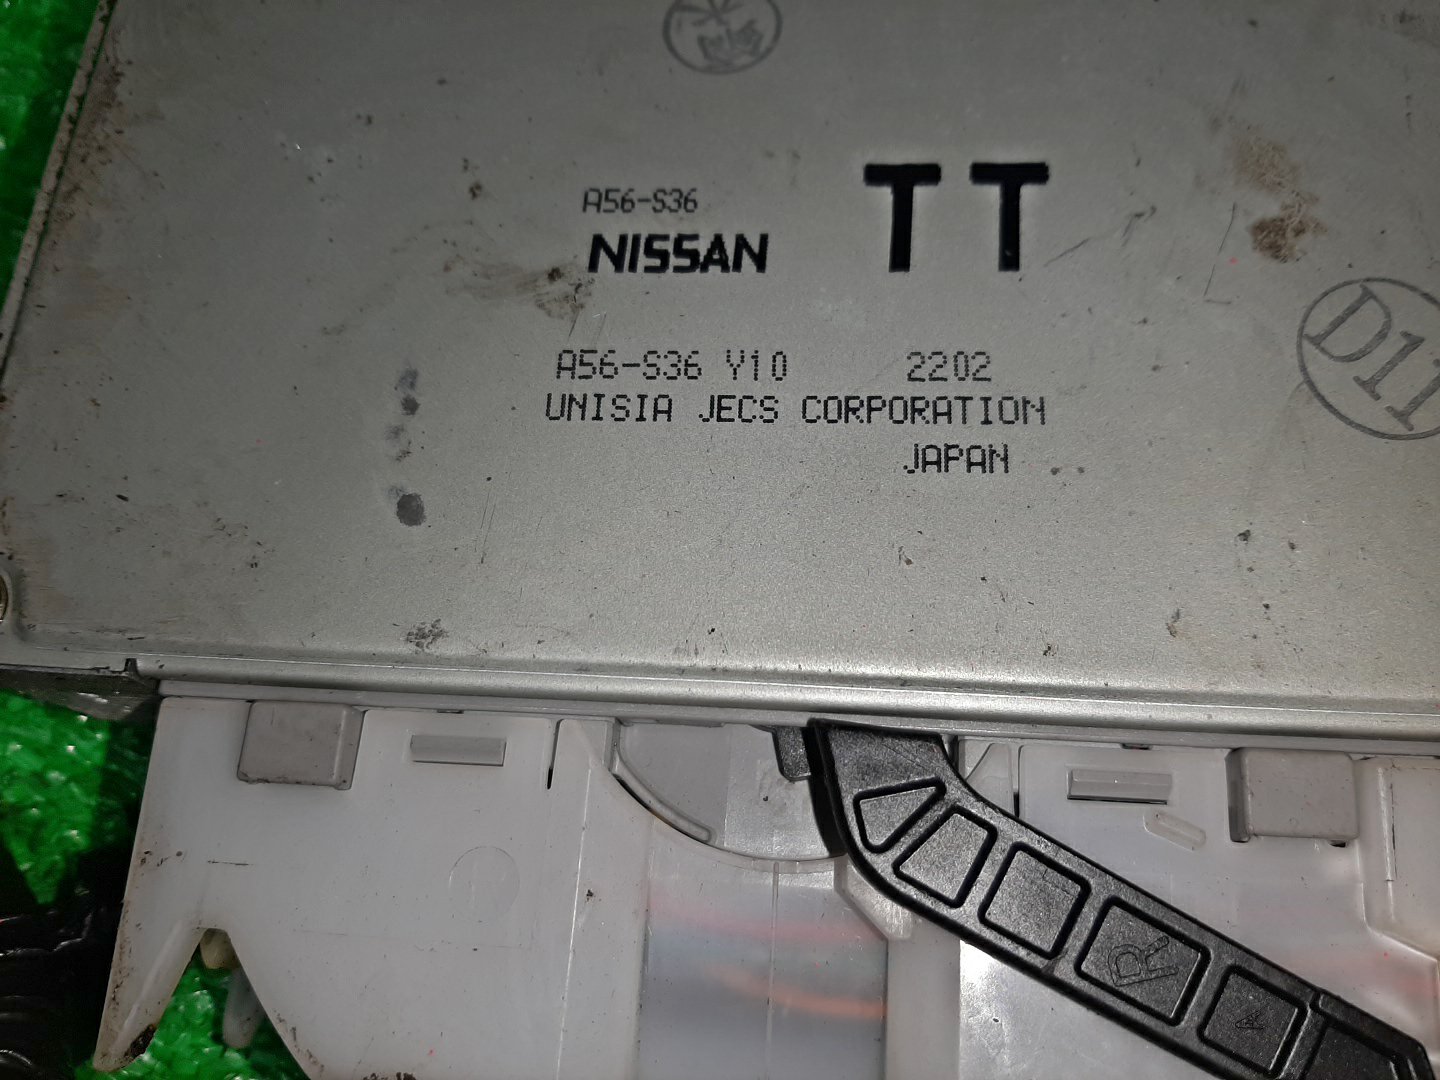 A56-S36
NISSAN
TT
A56-S36 Y10 2202
UNISIA JECS CORPORATION
JAPAN
D11
R
A